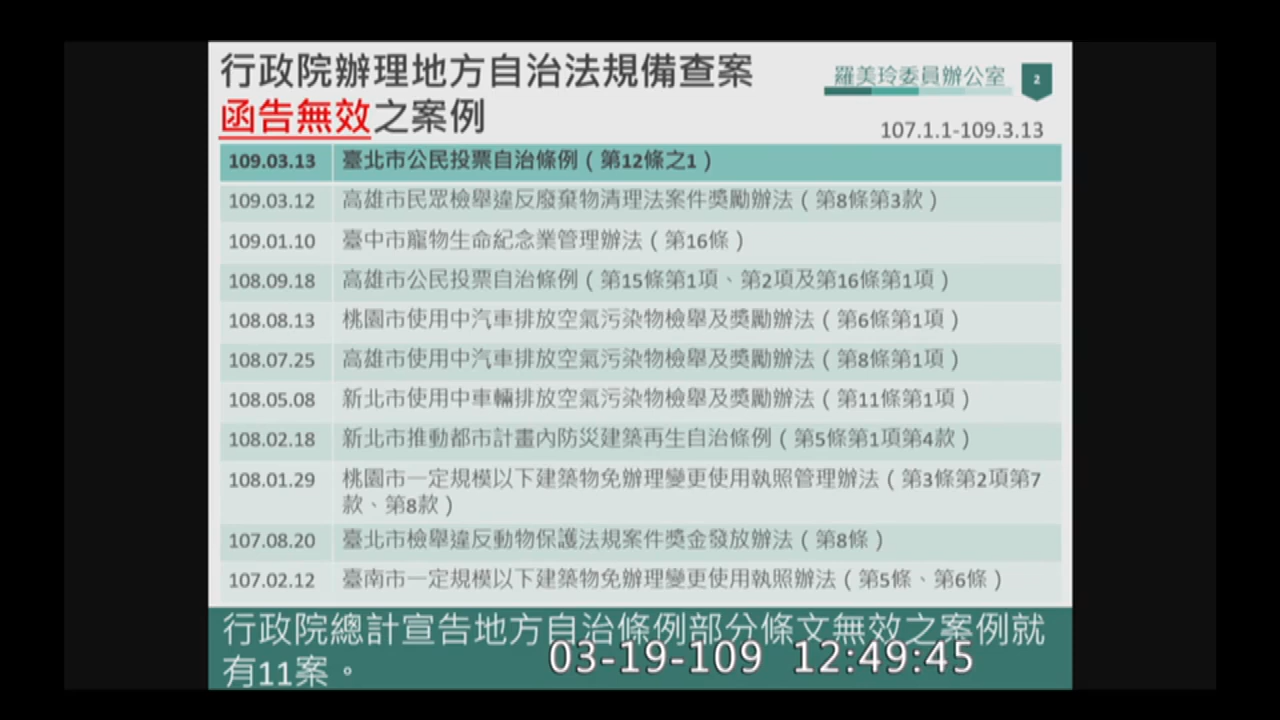 行政院辦理地方自治法規備查案
函告無效之案例
羅美玲委員辦公室
2
107.1.1-109.3.13
109.03.13 臺北市公民投票自治條例（第12條之1）
109.03.12 高雄市民眾檢舉違反廢棄物清理法案件獎勵辦法（第8條第3款）
109.01.10 臺中市寵物生命紀念業管理辦法（第16條）
108.09.18 高雄市公民投票自治條例（第15條第1項、第2項及第16條第1項）
108.08.13 桃園市使用中汽車排放空氣污染物檢舉及獎勵辦法（第6條第1項）
108.07.25 高雄市使用中汽車排放空氣污染物檢舉及獎勵辦法（第8條第1項）
108.05.08 新北市使用中車輛排放空氣污染物檢舉及獎勵辦法（第11條第1項）
108.02.18 新北市推動都市計畫內防災建築再生自治條例（第5條第1項第4款）
108.01.29 桃園市一定規模以下建築物免辦理變更使用執照管理辦法（第3條第2項第7
款、第8款）
107.08.20 臺北市檢舉違反動物保護法規案件獎金發放辦法（第8條）
107.02.12 臺南市一定規模以下建築物免辦理變更使用執照辦法（第5條、第6條）
行政院總計宣告地方自治條例部分條文無效之案例就
有11案。
03-19-109 12:49:45